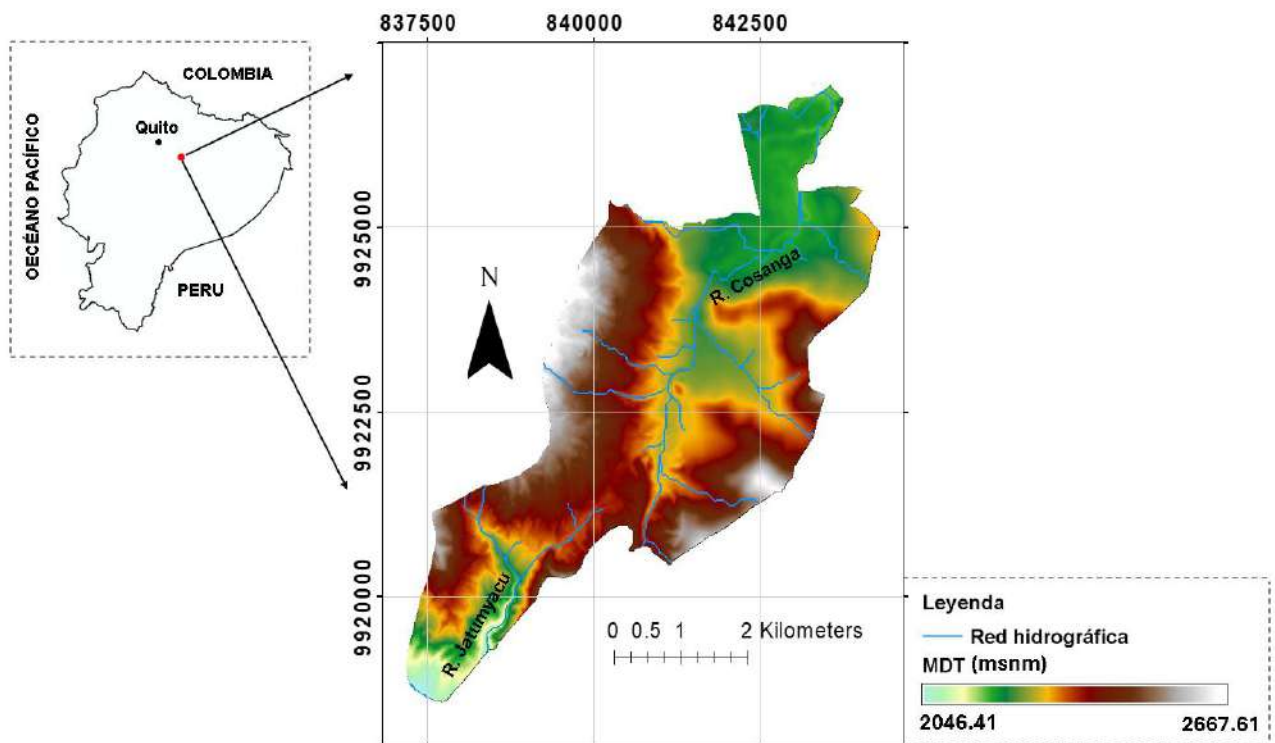 837500
840000
842500
COLOMBIA
Quito
OECÉANO PACÍFICO
PERU
9925000
9922500
9920000
N
R. Cosanga
R. Jatumyacu
0 0.5 1 2 Kilometers
Leyenda
Red hidrográfica
MDT (msnm)
2046.41
2667.61